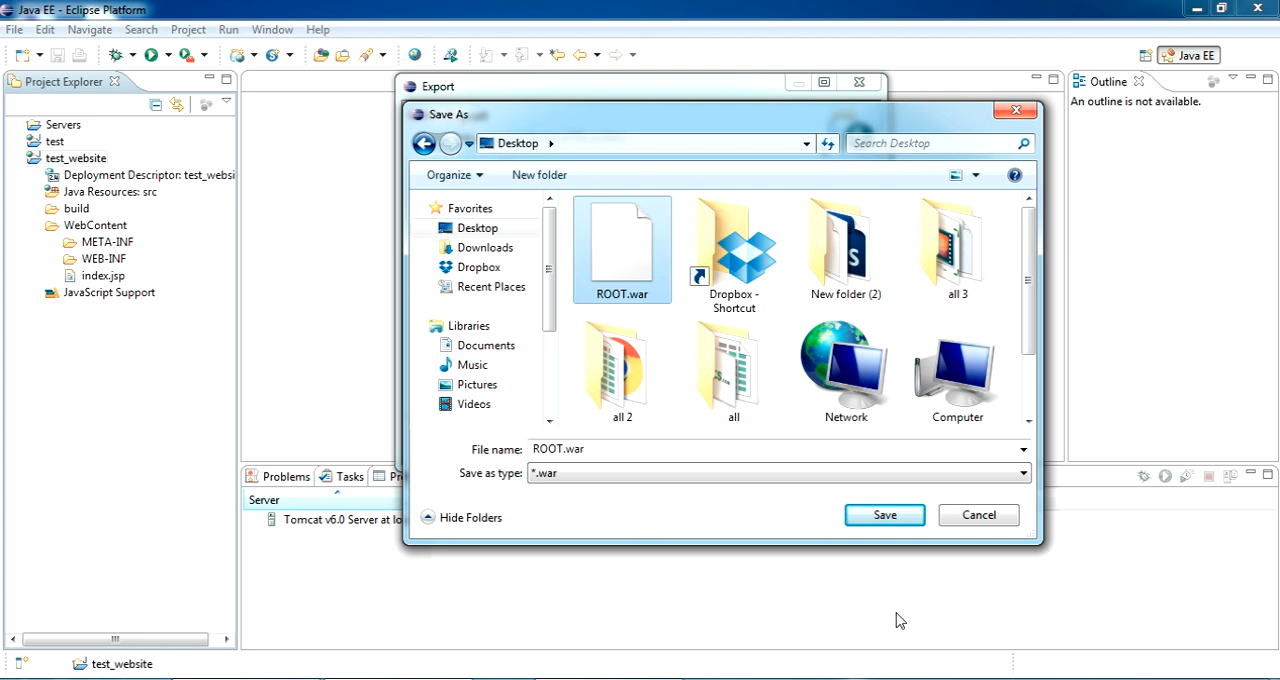 Java EE - Eclipse Platform
File Edit Navigate Search Project Run Window Help
Java EE
Project Explorer
Servers
test
test_website
Deployment Descriptor: test_websi
Java Resources: src
build
WebContent
META-INF
WEB-INF
index.jsp
JavaScript Support
Export
Save As
Desktop
Search Desktop
Organize
New folder
Favorites
Desktop
Downloads
Dropbox
Recent Places
Libraries
Documents
Music
Pictures
Videos
ROOT.war
Dropbox -
Shortcut
New folder (2)
all 3
all 2
all
Network
Computer
File name: ROOT.war
Save as type: *.war
Hide Folders
Save
Cancel
Outline
An outline is not available.
Problems Tasks
Server
Tomcat v6.0 Server at lo
test_website